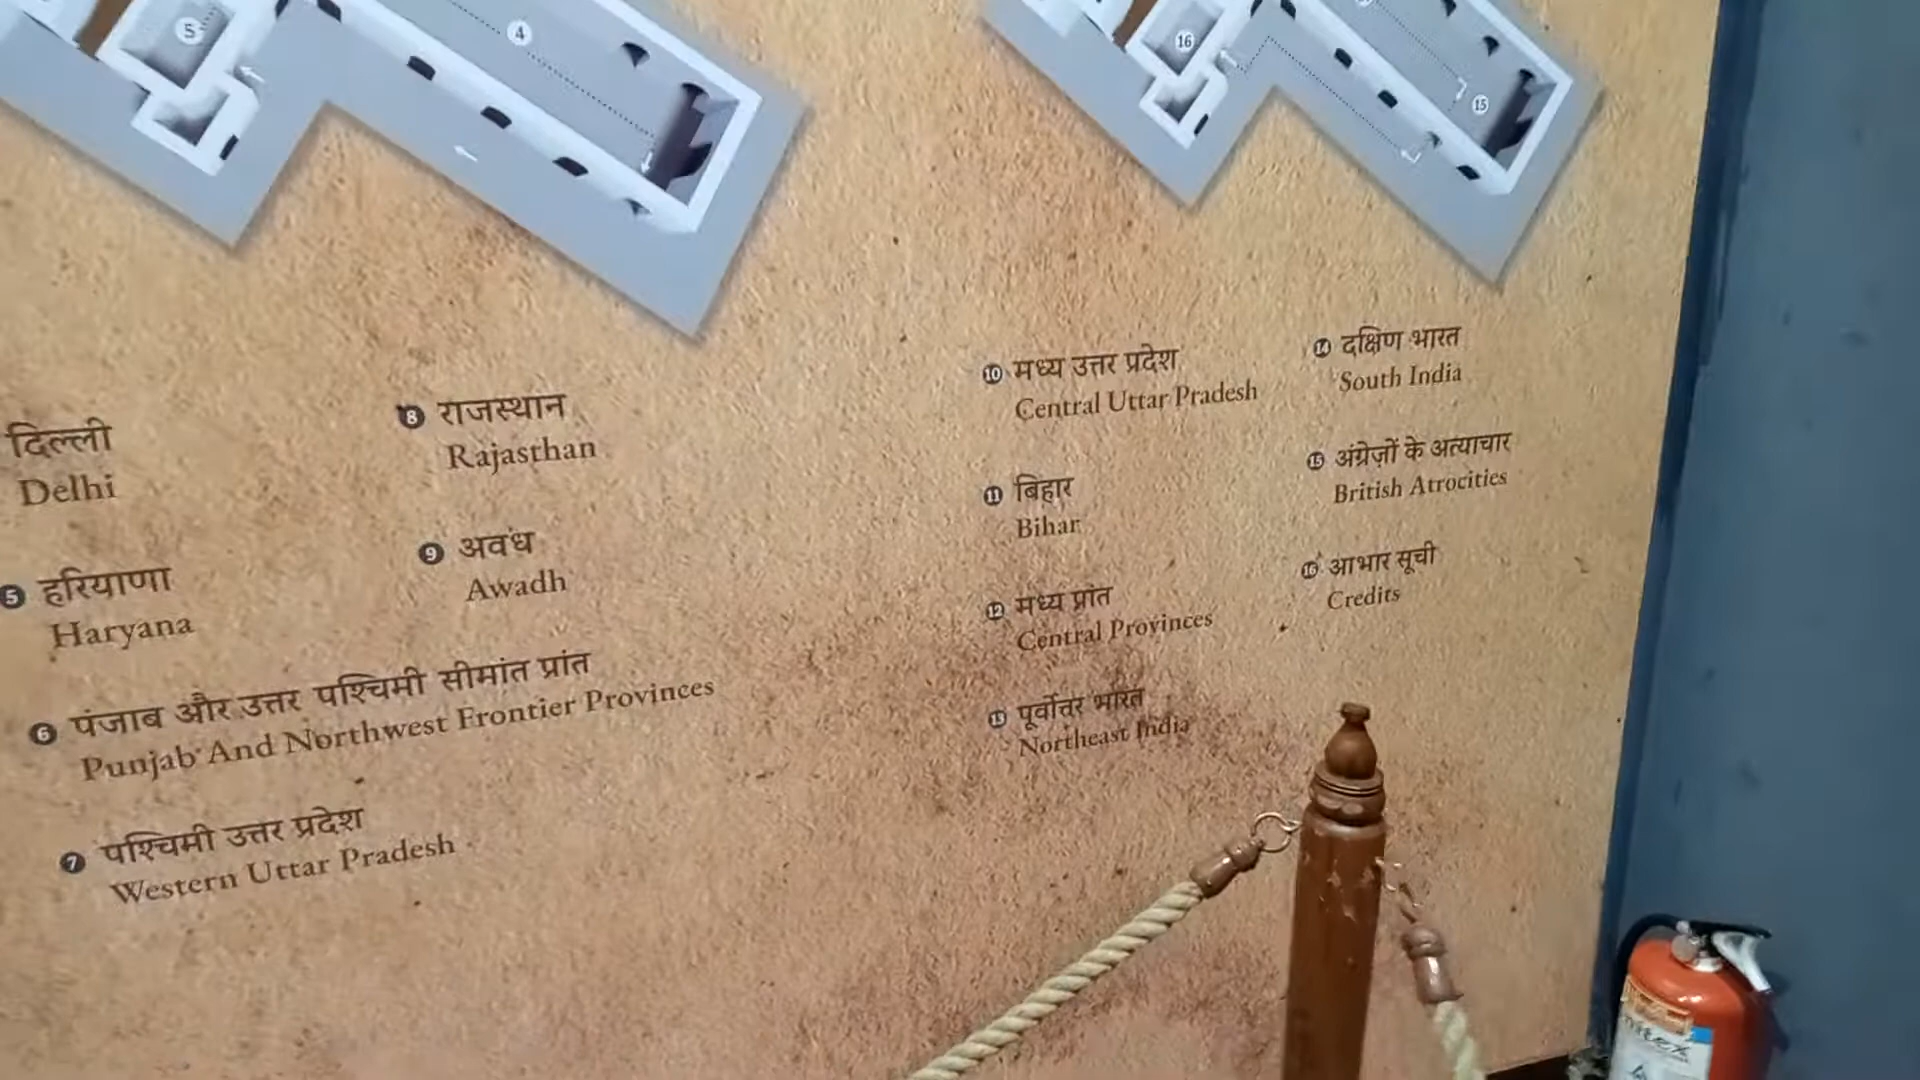 5
4
16
15
दिल्ली
Delhi
5 हरियाणा
Haryana
6 पंजाब और उत्तर पश्चिमी सीमांत प्रांत
Punjab And Northwest Frontier Provinces
7 पश्चिमी उत्तर प्रदेश
Western Uttar Pradesh
8 राजस्थान
Rajasthan
9 अवध
Awadh
10 मध्य उत्तर प्रदेश
Central Uttar Pradesh
11 बिहार
Bihar
12 मध्य प्रांत
Central Provinces
13 पूर्वोत्तर भारत
Northeast India
14 दक्षिण भारत
South India
15 अंग्रेज़ों के अत्याचार
British Atrocities
16 आभार सूची
Credits